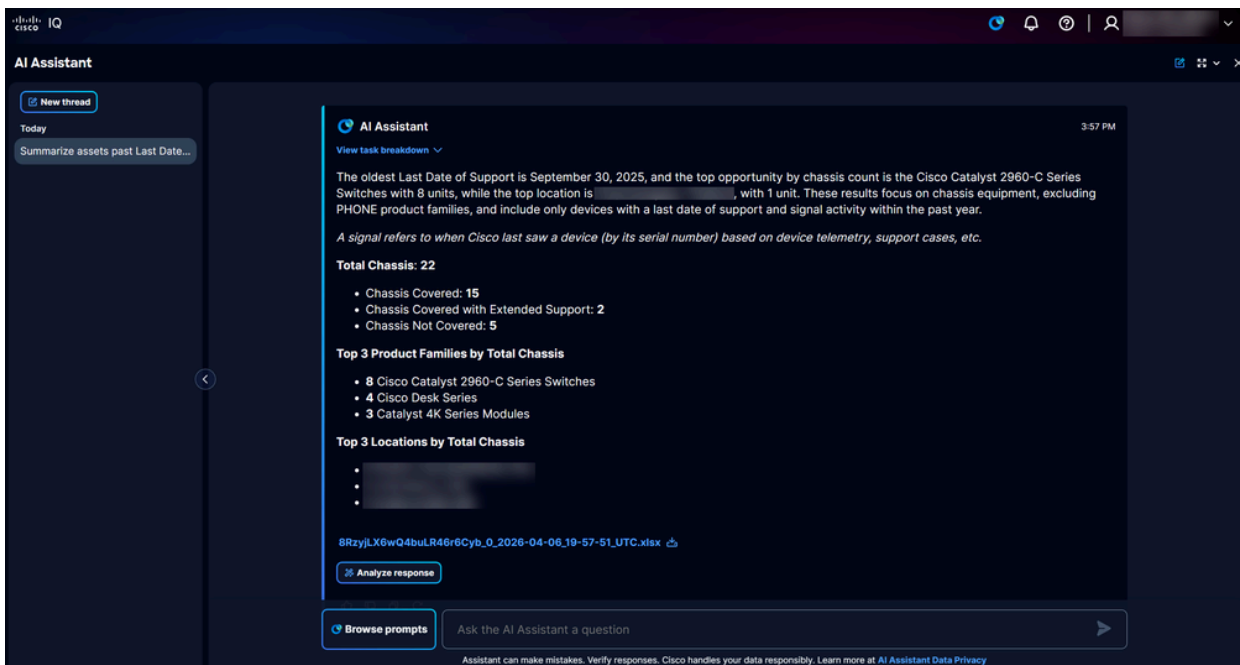 cisco IQ
AI Assistant
New thread
Today
Summarize assets past Last Date...
AI Assistant
3:57 PM
View task breakdown
The oldest Last Date of Support is September 30, 2025, and the top opportunity by chassis count is the Cisco Catalyst 2960-C Series
Switches with 8 units, while the top location is , with 1 unit. These results focus on chassis equipment, excluding
PHONE product families, and include only devices with a last date of support and signal activity within the past year.
A signal refers to when Cisco last saw a device (by its serial number) based on device telemetry, support cases, etc.
Total Chassis: 22
• Chassis Covered: 15
• Chassis Covered with Extended Support: 2
• Chassis Not Covered: 5
Top 3 Product Families by Total Chassis
• 8 Cisco Catalyst 2960-C Series Switches
• 4 Cisco Desk Series
• 3 Catalyst 4K Series Modules
Top 3 Locations by Total Chassis
8RzyjLX6wQ4buLR46r6Cyb_0_2026-04-06_19-57-51_UTC.xlsx
Analyze response
Browse prompts
Ask the AI Assistant a question
Assistant can make mistakes. Verify responses. Cisco handles your data responsibly. Learn more at AI Assistant Data Privacy